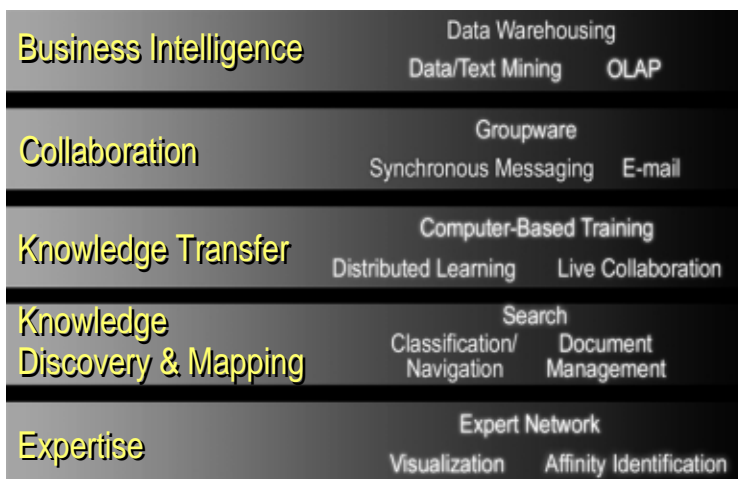 Business Intelligence
Data Warehousing
Data/Text Mining OLAP
Collaboration
Groupware
Synchronous Messaging E-mail
Knowledge Transfer
Computer-Based Training
Distributed Learning Live Collaboration
Knowledge
Discovery & Mapping
Search
Classification/ Document
Navigation Management
Expertise
Expert Network
Visualization Affinity Identification